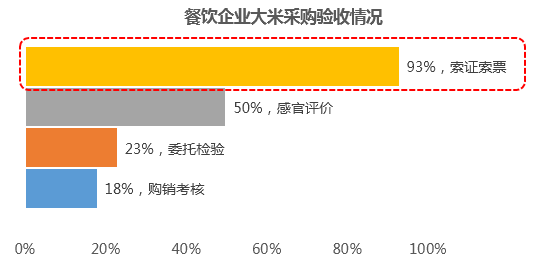 餐饮企业大米采购验收情况
93%，索证索票
50%，感官评价
23%，委托检验
18%，购销考核
0% 20% 40% 60% 80% 100%